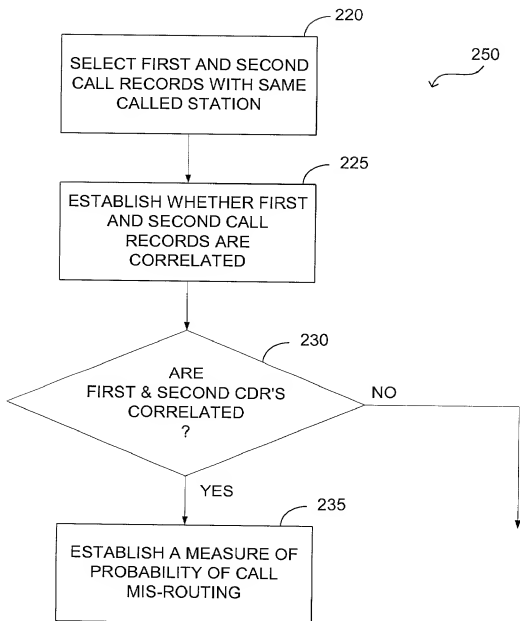 220
250
SELECT FIRST AND SECOND
CALL RECORDS WITH SAME
CALLED STATION
225
ESTABLISH WHETHER FIRST
AND SECOND CALL
RECORDS ARE
CORRELATED
230
ARE
FIRST & SECOND CDR'S
CORRELATED
?
NO
YES
235
ESTABLISH A MEASURE OF
PROBABILITY OF CALL
MIS-ROUTING